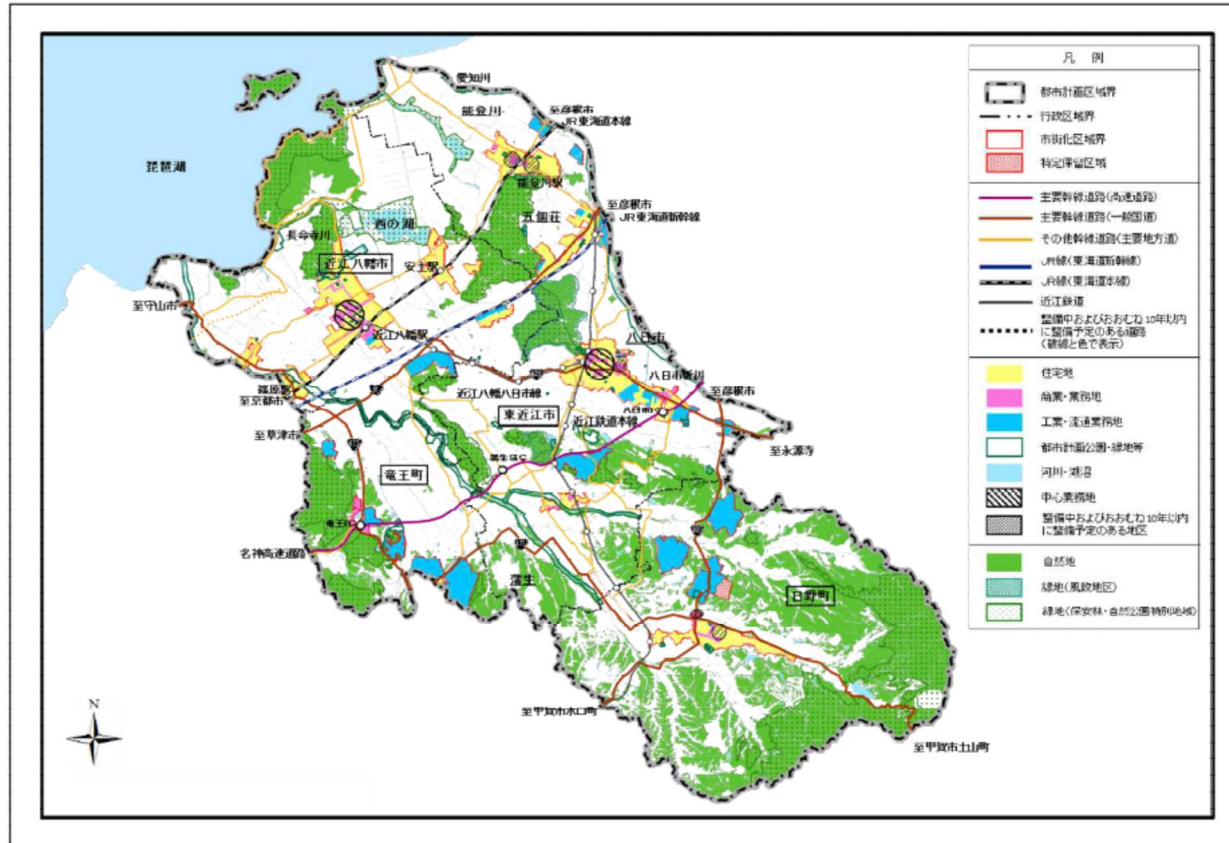 愛知川
能登川
至彦根市
JR東海道本線
琵琶湖
能登川駅
至彦根市
JR東海道新幹線
五個荘
西の湖
長命寺川
近江八幡市
安土駅
至守山市
近江八幡駅
八日市
篠原駅
至京都市
近江八幡八日市線
至彦根市
東近江市
近江鉄道本線
至草津市
至永源寺
竜王町
蒲生IC
竜王IC
名神高速道路
蒲生
日野町
至甲賀市水口町
至甲賀市土山町
N
凡 例
都市計画区域界
行政区域界
市街化区域界
特定保留区域
主要幹線道路(高速道路)
主要幹線道路(一般国道)
その他幹線道路(主要地方道)
JR線(東海道新幹線)
JR線(東海道本線)
近江鉄道
整備中およびおおむね10年以内
に整備予定のある道路
(破線と色で表示)
住宅地
商業・業務地
工業・流通業務地
都市計画公園・緑地等
河川・湖沼
中心業務地
整備中およびおおむね10年以内
に整備予定のある地区
自然地
緑地(風致地区)
緑地(保安林・自然公園特別地域)